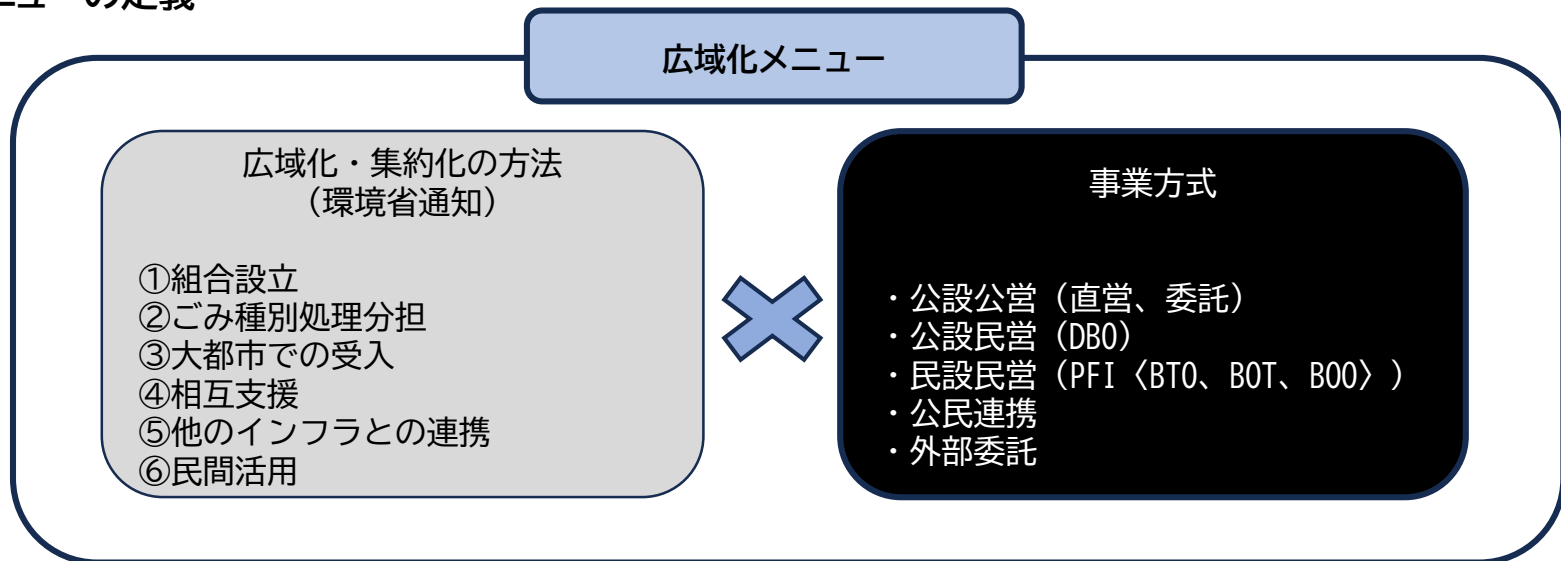 ニューの定義
広域化メニュー
広域化・集約化の方法
（環境省通知）
①組合設立
②ごみ種別処理分担
③大都市での受入
④相互支援
⑤他のインフラとの連携
⑥民間活用
事業方式
・公設公営（直営、委託）
・公設民営（DBO）
・民設民営（PFI〈BTO、BOT、BOO〉）
・公民連携
・外部委託